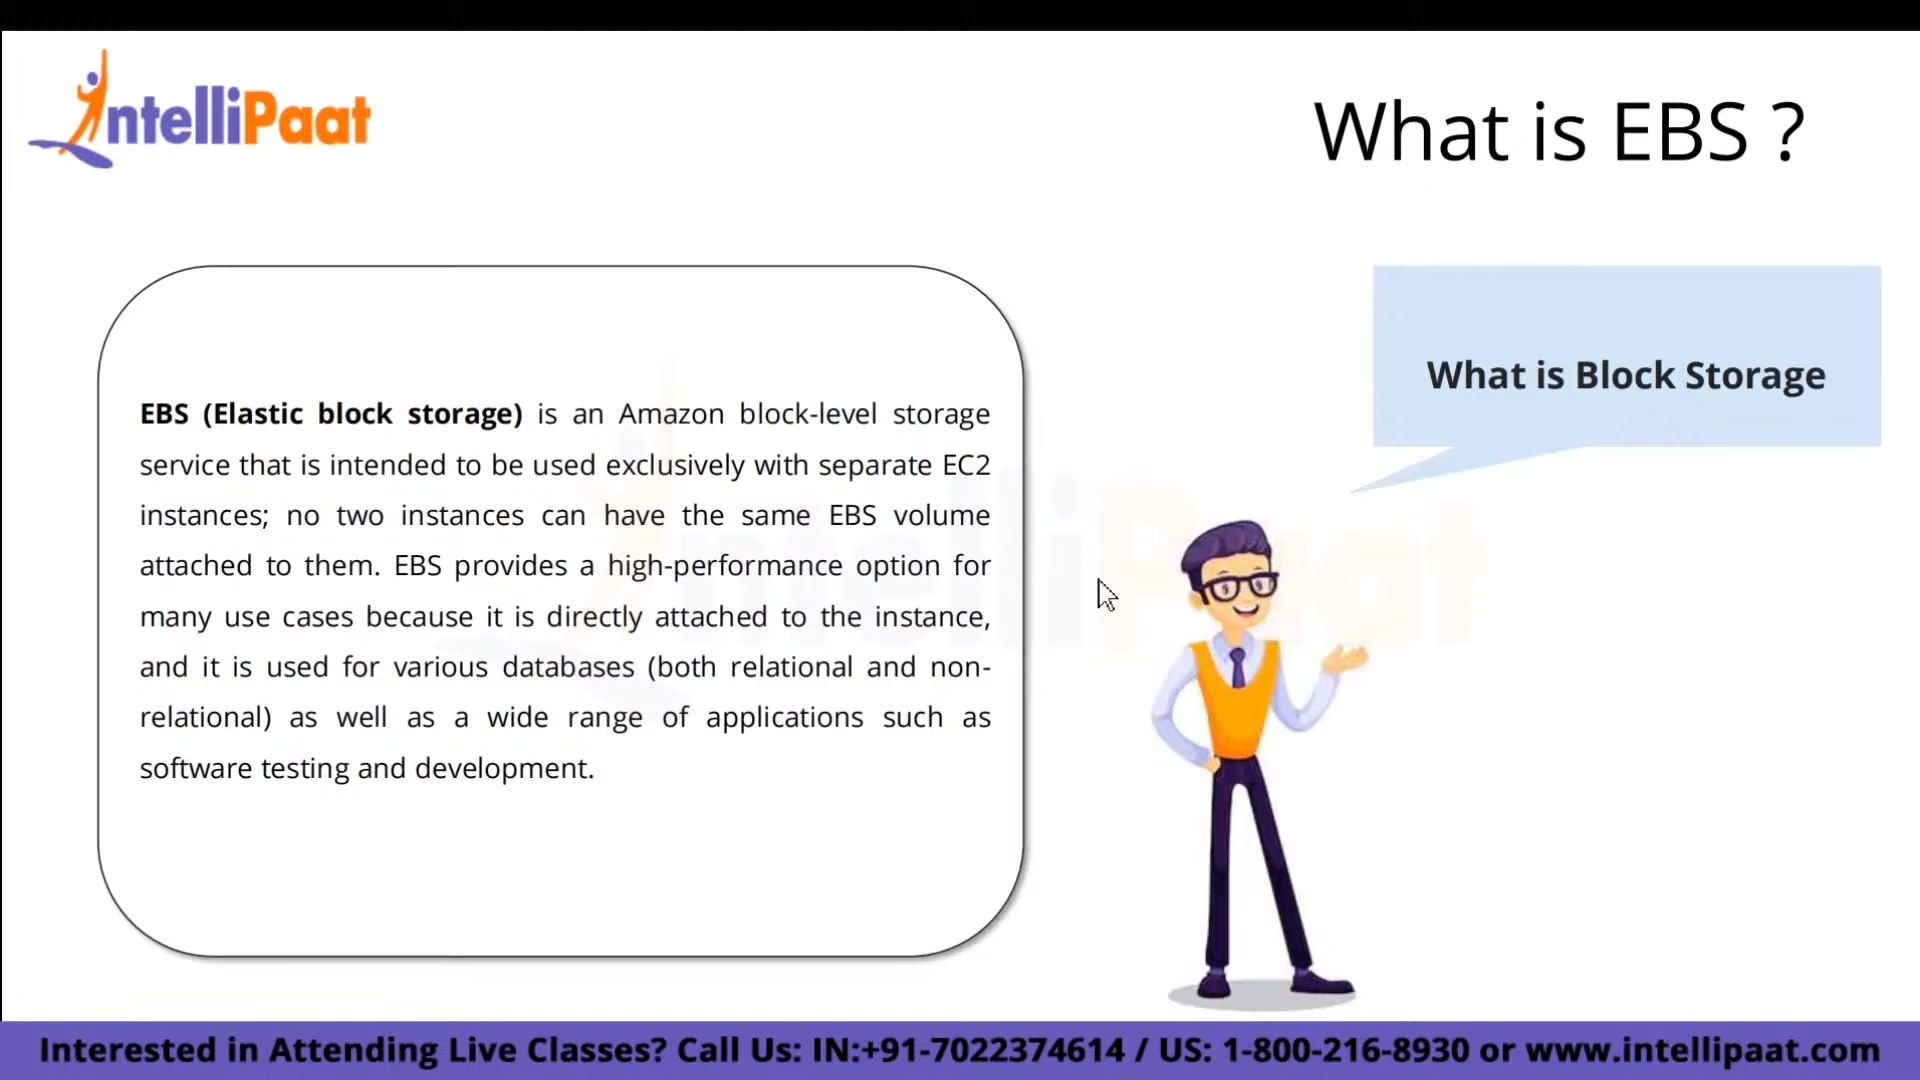 IntelliPaat
What is EBS ?
What is Block Storage
EBS (Elastic block storage) is an Amazon block-level storage
service that is intended to be used exclusively with separate EC2
instances; no two instances can have the same EBS volume
attached to them. EBS provides a high-performance option for
many use cases because it is directly attached to the instance,
and it is used for various databases (both relational and non-
relational) as well as a wide range of applications such as
software testing and development.
IntelliPaat
Interested in Attending Live Classes? Call Us: IN:+91-7022374614 / US: 1-800-216-8930 or www.intellipaat.com